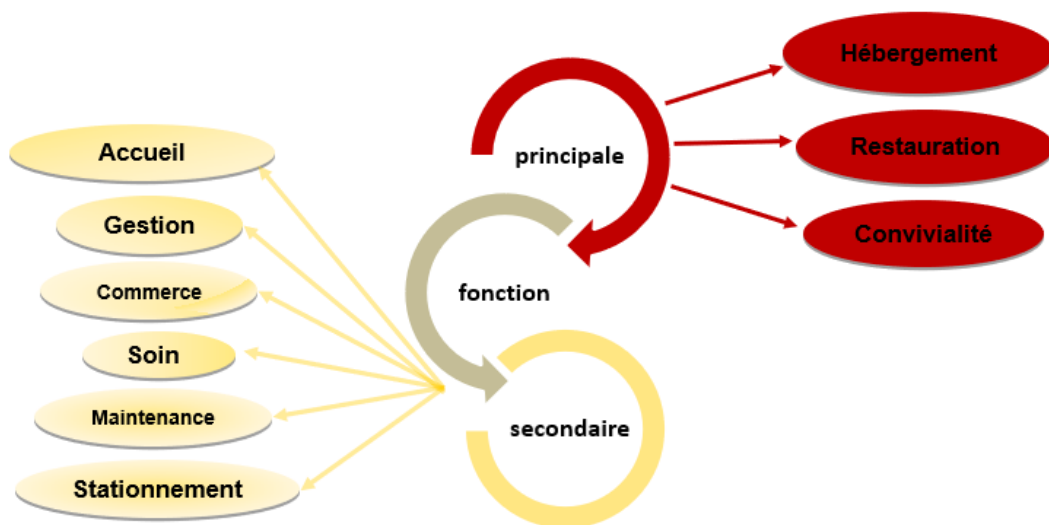 Hébergement
principale
Restauration
Convivialité
Accueil
Gestion
fonction
Commerce
Soin
Maintenance
secondaire
Stationnement